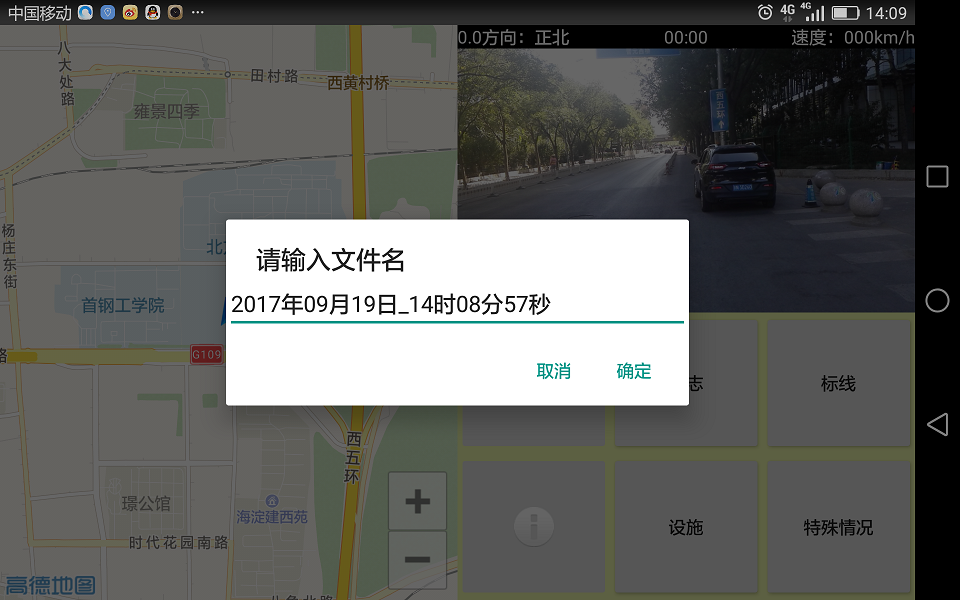 中国移动 ··· 4G 4G 14:09
0.0方向：正北 00:00 速度：000km/h
八大处路
田村路
西黄村桥
雍景四季
西五环
杨庄东街
首钢工学院
G109
请输入文件名
2017年09月19日_14时08分57秒
取消 确定
志
标线
西五环
璟公馆
海淀建西苑
时代花园南路
设施
特殊情况
高德地图